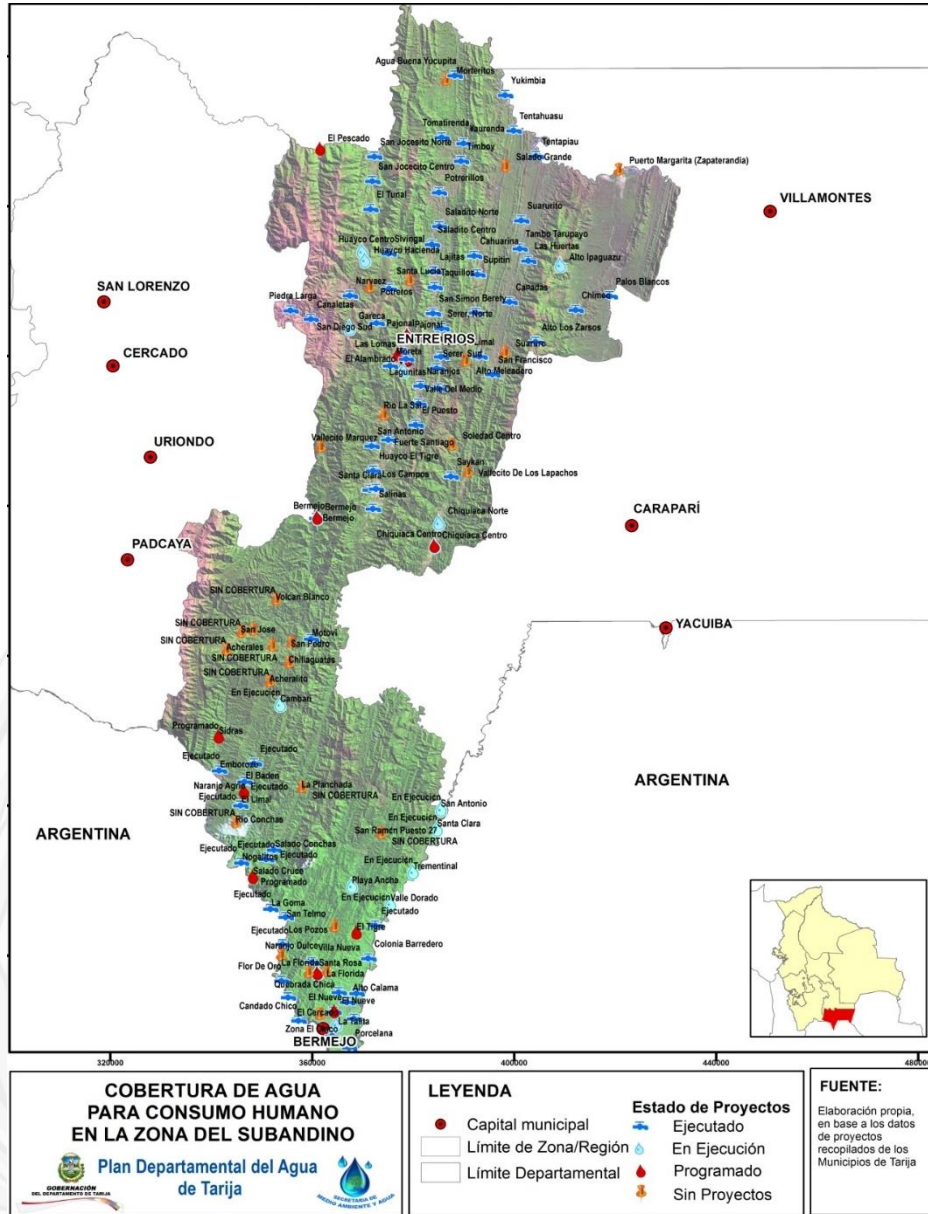 Agua Buena Yucupita
Morteritos
Yukimbia
Tentahuasu
Tomatirenda
Yaurenda
Timboy
Tentapiau
El Pescado
San Jocesito Norte
Salado Grande
Puerto Margarita (Zapaterandia)
San Jocecito Centro
Potrerillos
El Tunal
VILLAMONTES
Saladito Norte
Suarurito
Saladito Centro
Tambo Tarupayo
Huayco Centro
Sivingal
Cahuarina
Las Huertas
Huayco Hacienda
Lajitas
Supitin
Alto Ipaguazu
Santa Lucia
Taquillos
SAN LORENZO
Narvaez
Potreros
Canadas
Palos Blancos
Piedra Larga
Canaletas
San Simon
Berety
Chimeo
Gareca
San Diego Sud
Pajonal
Pajonal
Serer. Norte
Alto Los Zarsos
Las Lomas
ENTRE RIOS
Suaruro
El Alambrado
Moreta
Serer. Sud
San Francisco
CERCADO
Lagunitas
Naranjos
Alto Meleadero
Valle Del Medio
Rio La Sala
El Puesto
San Antonio
Vallecito Marquez
Fuerte Santiago
Soledad Centro
URIONDO
Huayco El Tigre
Saykan
Santa Clara
Los Campos
Vallecito De Los Lapachos
Salinas
Bermejo
Bermejo
Bermejo
Chiquiaca Norte
CARAPARÍ
Chiquiaca Centro
Chiquiaca Centro
PADCAYA
SIN COBERTURA
Volcan Blanco
SIN COBERTURA
San Jose
Motovi
YACUIBA
SIN COBERTURA
Acherales
San Pedro
SIN COBERTURA
Chillaguatas
SIN COBERTURA
Acheralito
En Ejecución
Cambari
Programado
Sidras
Ejecutado
Ejecutado
Emborozu
El Baden
ARGENTINA
Naranjo Agrio
Ejecutado
La Planchada
Ejecutado
El Limal
SIN COBERTURA
En Ejecución
San Antonio
SIN COBERTURA
Rio Conchas
En Ejecución
Santa Clara
ARGENTINA
San Ramón Puesto 27
SIN COBERTURA
Ejecutado
Ejecutado
Salado Conchas
Nogalitos
Ejecutado
En Ejecución
Trementinal
Salado Cruce
Programado
Playa Ancha
Ejecutado
En Ejecución
Valle Dorado
La Goma
Ejecutado
San Telmo
Ejecutado
Los Pozos
El Tigre
Naranjo Dulce
Villa Nueva
Colonia Barredero
Flor De Oro
La Florida
Santa Rosa
La Florida
Quebrada Chica
Alto Calama
Candado Chico
El Nueve
El Nueve
El Cercado
La Talita
BERMEJO
Porcelana
320000 360000 400000 440000 480000
COBERTURA DE AGUA
PARA CONSUMO HUMANO
EN LA ZONA DEL SUBANDINO
Plan Departamental del Agua
de Tarija
GOBERNACIÓN
DEL DEPARTAMENTO DE TARIJA
SECRETARIA DE
MEDIO AMBIENTE Y AGUA
LEYENDA
Capital municipal
Límite de Zona/Región
Límite Departamental
Estado de Proyectos
Ejecutado
En Ejecución
Programado
Sin Proyectos
FUENTE:
Elaboración propia,
en base a los datos
de proyectos
recopilados de los
Municipios de Tarija